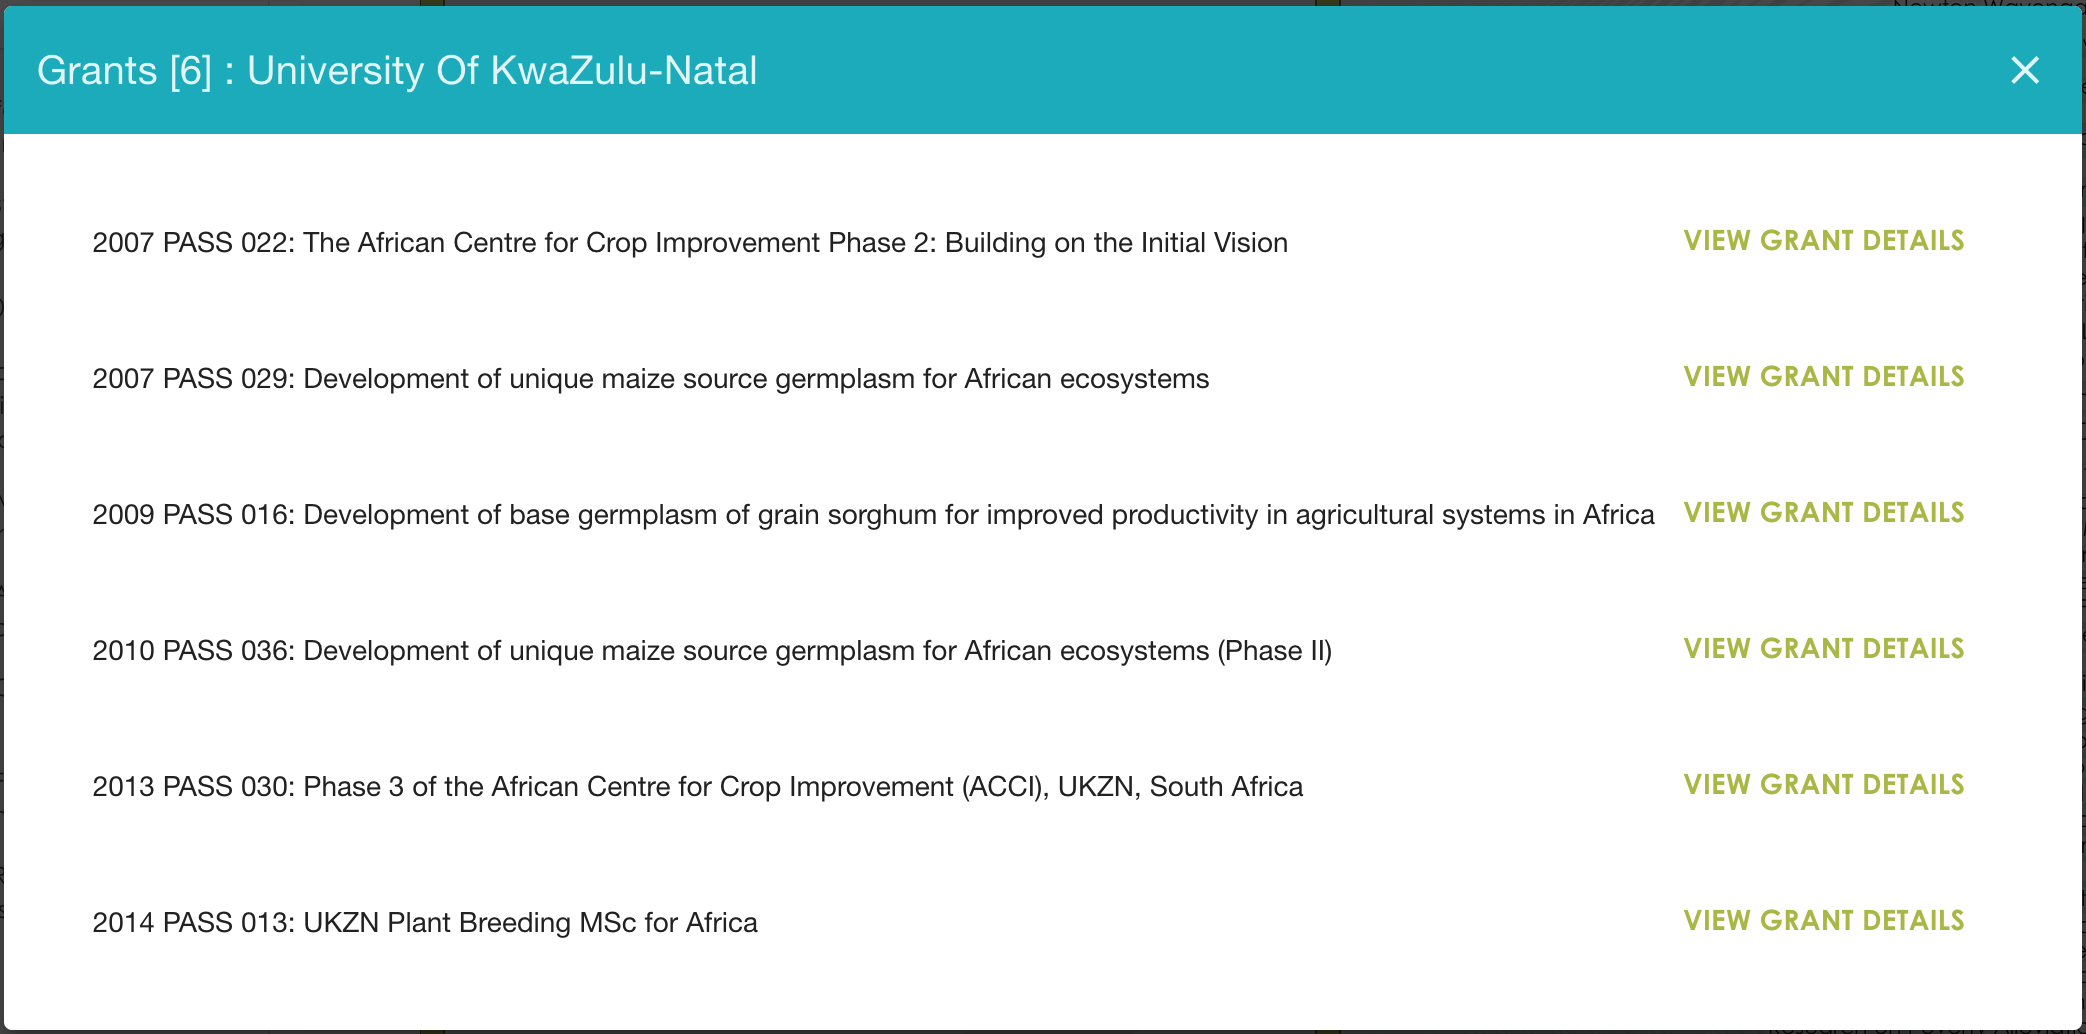 Grants [6] : University Of KwaZulu-Natal
2007 PASS 022: The African Centre for Crop Improvement Phase 2: Building on the Initial Vision VIEW GRANT DETAILS
2007 PASS 029: Development of unique maize source germplasm for African ecosystems VIEW GRANT DETAILS
2009 PASS 016: Development of base germplasm of grain sorghum for improved productivity in agricultural systems in Africa VIEW GRANT DETAILS
2010 PASS 036: Development of unique maize source germplasm for African ecosystems (Phase II) VIEW GRANT DETAILS
2013 PASS 030: Phase 3 of the African Centre for Crop Improvement (ACCI), UKZN, South Africa VIEW GRANT DETAILS
2014 PASS 013: UKZN Plant Breeding MSc for Africa VIEW GRANT DETAILS